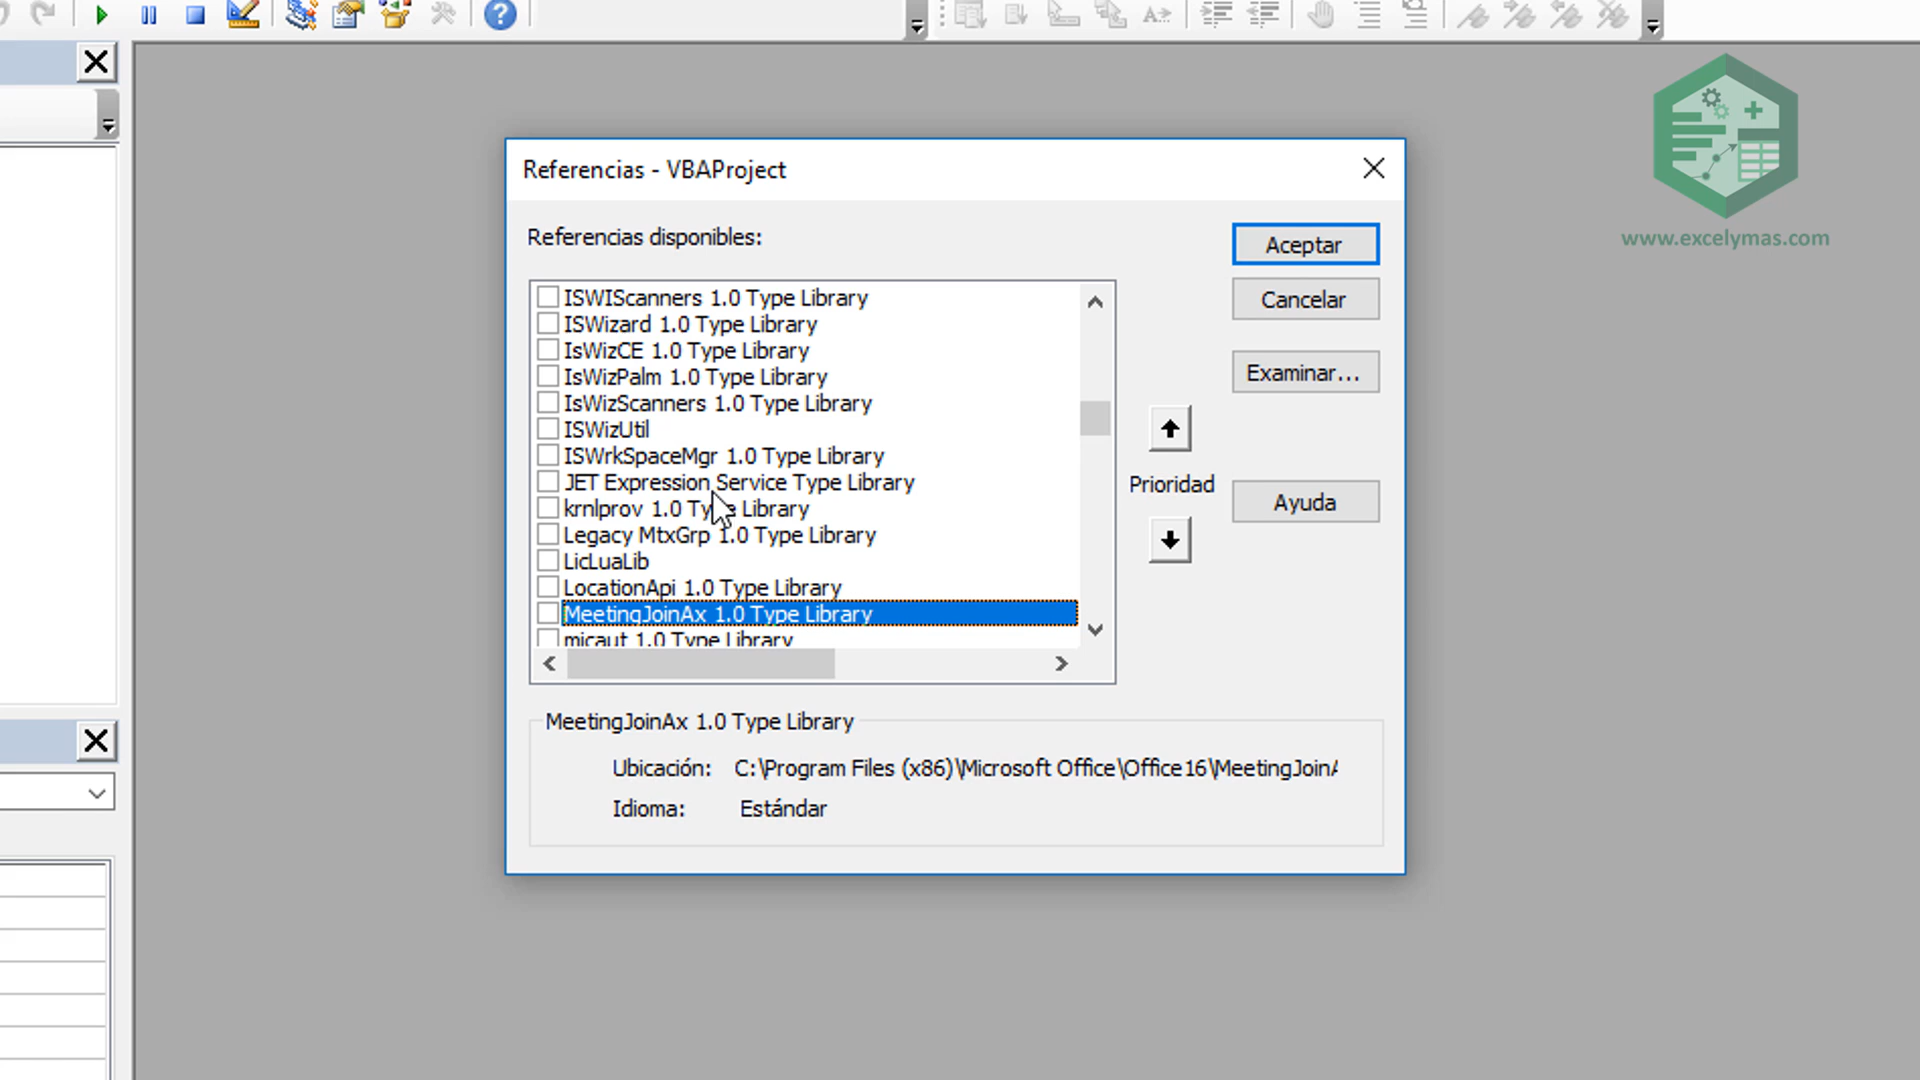 www.excelymas.com
Referencias - VBAProject
Referencias disponibles:
Aceptar
Cancelar
Examinar...
Prioridad
Ayuda
ISWIScanners 1.0 Type Library
ISWizard 1.0 Type Library
IsWizCE 1.0 Type Library
IsWizPalm 1.0 Type Library
IsWizScanners 1.0 Type Library
ISWizUtil
ISWrkSpaceMgr 1.0 Type Library
JET Expression Service Type Library
krnlprov 1.0 Type Library
Legacy MtxGrp 1.0 Type Library
LicLuaLib
LocationApi 1.0 Type Library
MeetingJoinAx 1.0 Type Library
micaut 1.0 Type Library
MeetingJoinAx 1.0 Type Library
Ubicación: C:\Program Files (x86)\Microsoft Office\Office16\MeetingJoinA
Idioma: Estándar